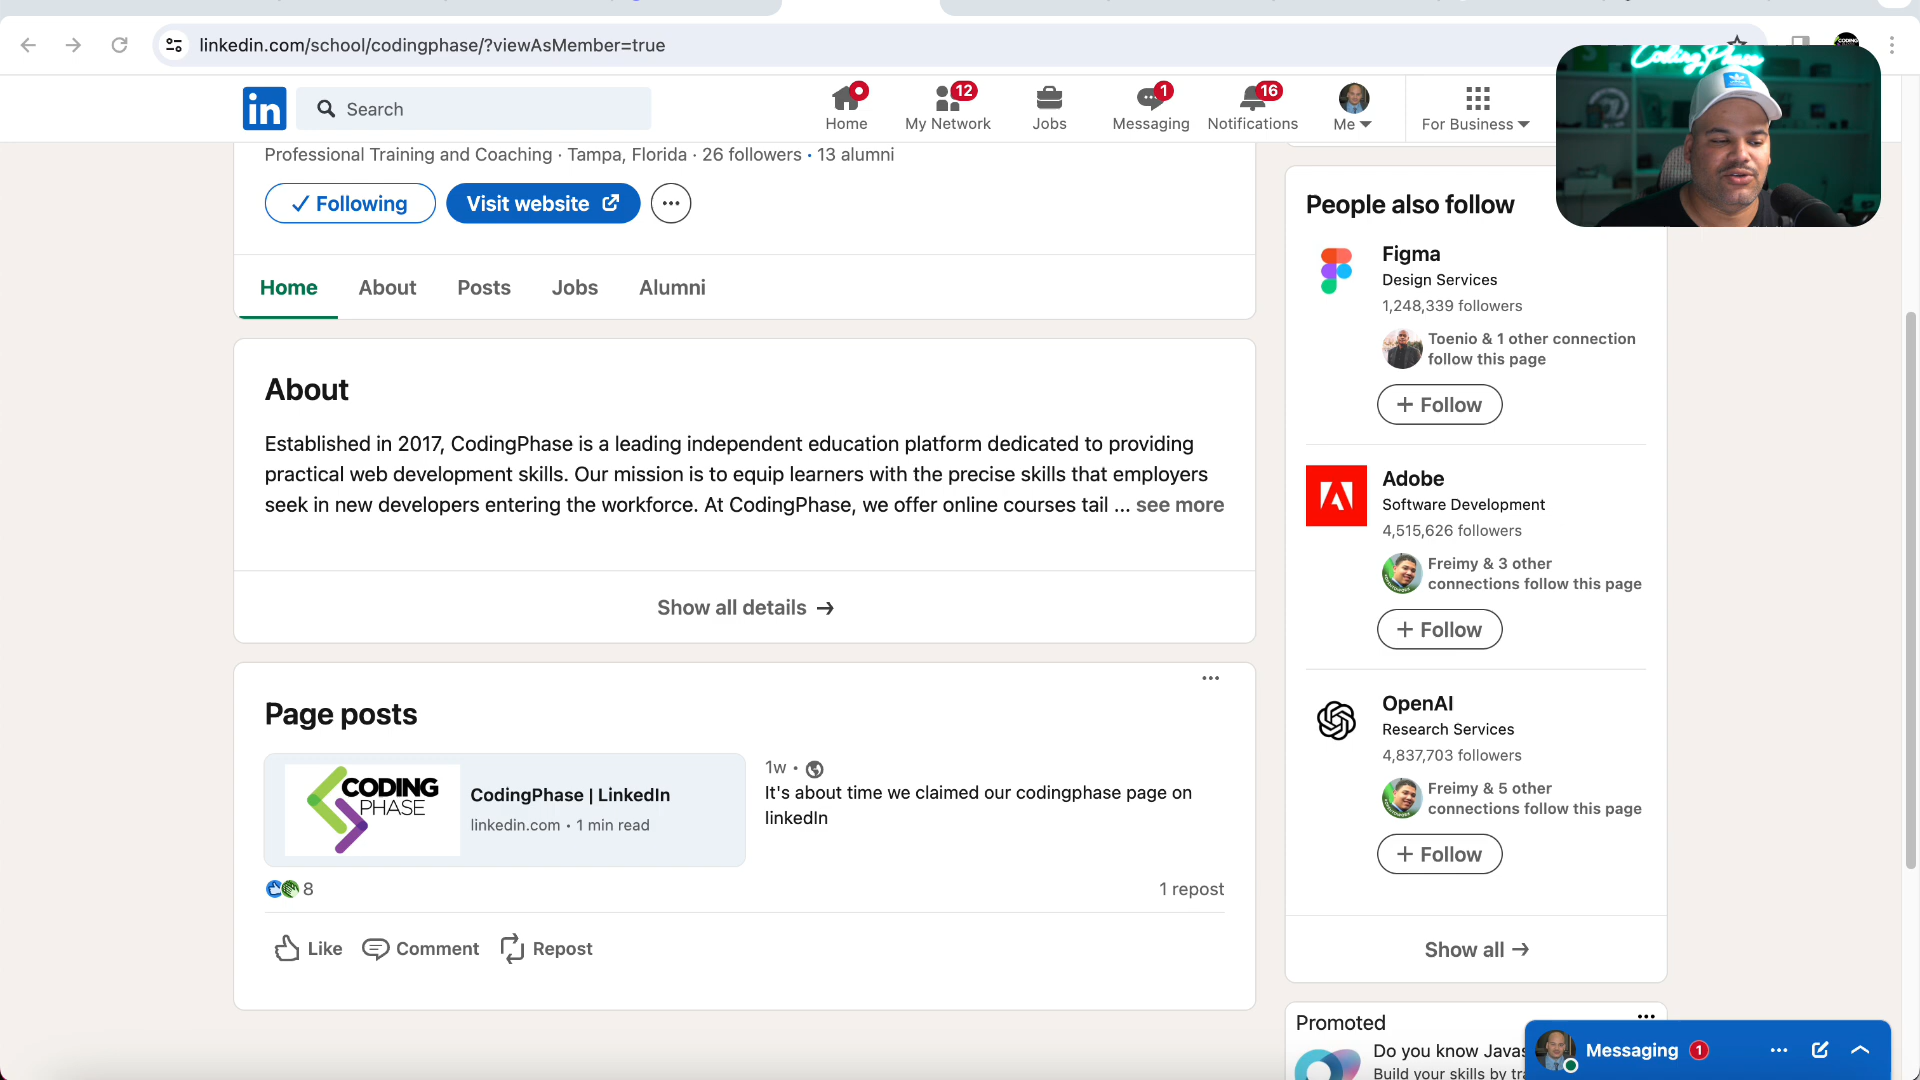 linkedin.com/school/codingphase/?viewAsMember=true
CODING
CodingPhase
in
Search
Home
12
My Network
Jobs
1
Messaging
16
Notifications
Me
For Business
Professional Training and Coaching · Tampa, Florida · 26 followers · 13 alumni
Following
Visit website
Home
About
Posts
Jobs
Alumni
About
Established in 2017, CodingPhase is a leading independent education platform dedicated to providing
practical web development skills. Our mission is to equip learners with the precise skills that employers
seek in new developers entering the workforce. At CodingPhase, we offer online courses tail ... see more
Show all details →
Page posts
CODING
PHASE
CodingPhase | LinkedIn
linkedin.com • 1 min read
1w •
It's about time we claimed our codingphase page on
linkedIn
8
1 repost
Like
Comment
Repost
People also follow
Figma
Design Services
1,248,339 followers
Toenio & 1 other connection
follow this page
+ Follow
Adobe
Software Development
4,515,626 followers
Freimy & 3 other
connections follow this page
+ Follow
OpenAI
Research Services
4,837,703 followers
Freimy & 5 other
connections follow this page
+ Follow
Show all →
Promoted
Do you know Javas
Build your skills by tra
Messaging
1